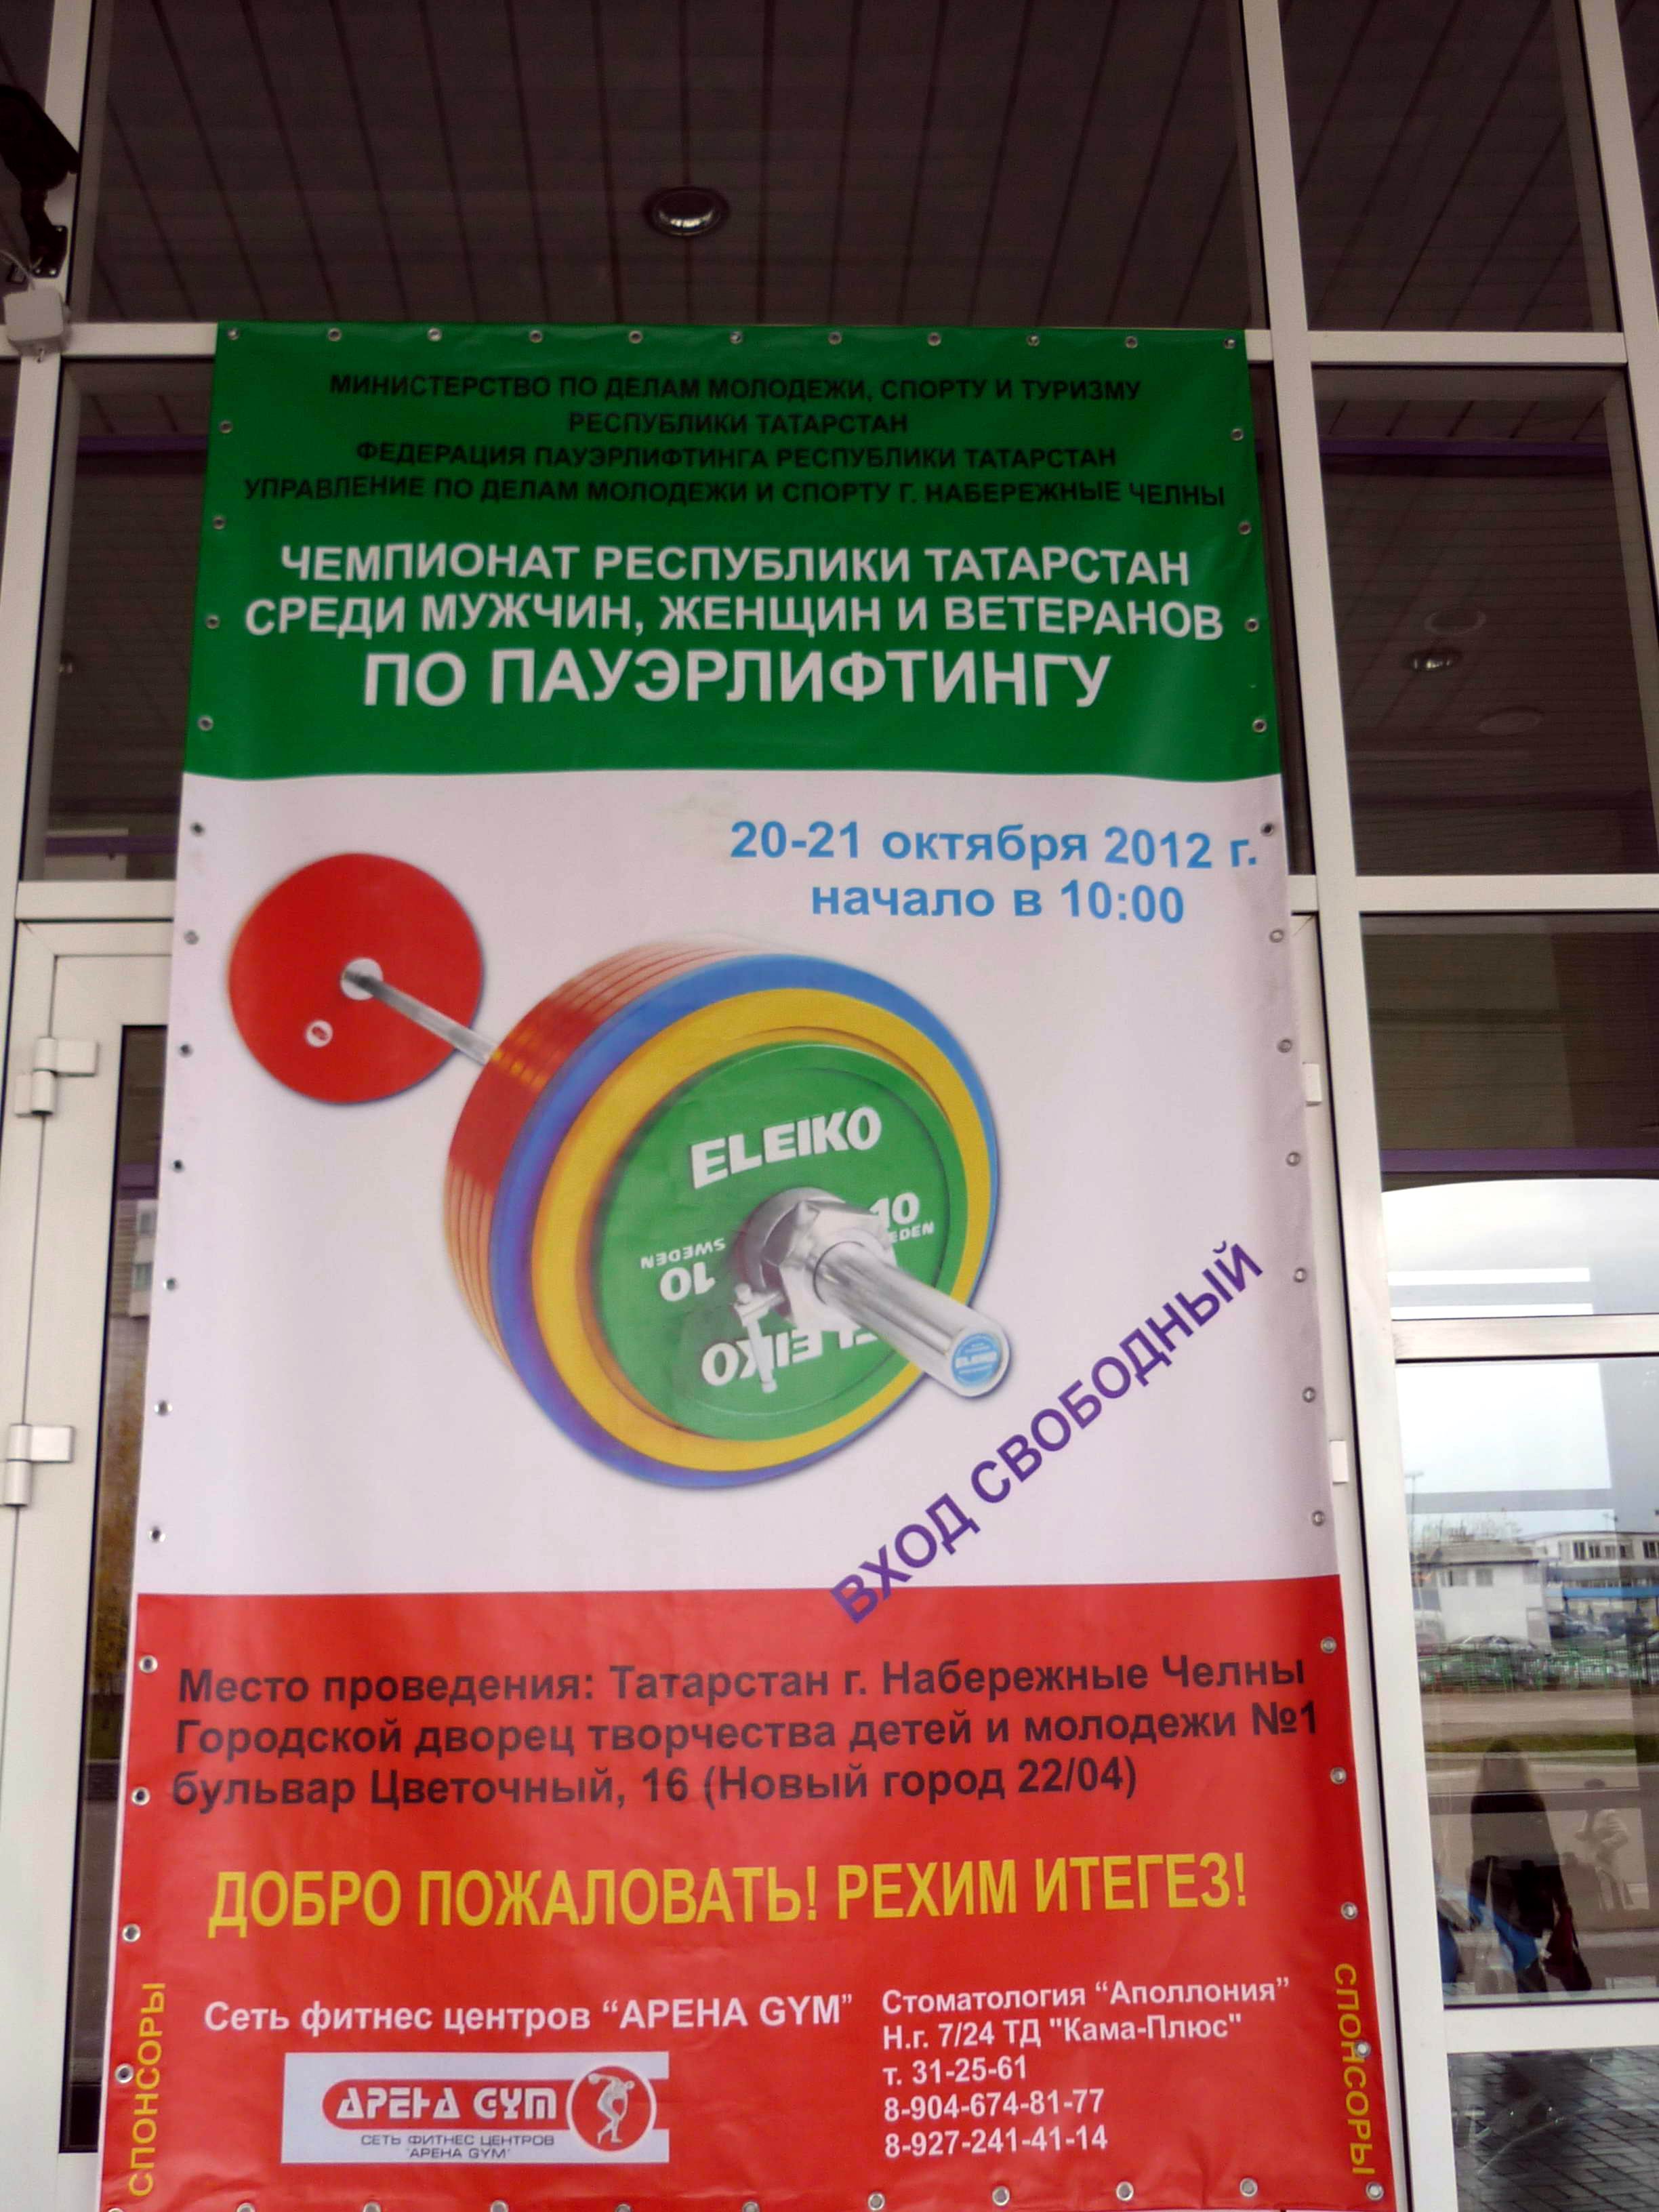 МИНИСТЕРСТВО ПО ДЕЛАМ МОЛОДЕЖИ, СПОРТУ И ТУРИЗМУ
РЕСПУБЛИКИ ТАТАРСТАН
ФЕДЕРАЦИЯ ПАУЭРЛИФТИНГА РЕСПУБЛИКИ ТАТАРСТАН
УПРАВЛЕНИЕ ПО ДЕЛАМ МОЛОДЕЖИ И СПОРТУ Г. НАБЕРЕЖНЫЕ ЧЕЛНЫ
ЧЕМПИОНАТ РЕСПУБЛИКИ ТАТАРСТАН
СРЕДИ МУЖЧИН, ЖЕНЩИН И ВЕТЕРАНОВ
ПО ПАУЭРЛИФТИНГУ
20-21 октября 2012 г.
начало в 10:00
ELEIKO
10
EDEN
SWEDEN
10
ELEIKO
ELEIKO
ВХОД СВОБОДНЫЙ
Место проведения: Татарстан г. Набережные Челны
Городской дворец творчества детей и молодежи №1
бульвар Цветочный, 16 (Новый город 22/04)
ДОБРО ПОЖАЛОВАТЬ! РЕХИМ ИТЕГЕЗ!
СПОНСОРЫ
Сеть фитнес центров “АРЕНА GYM”
АРЕНА GYM
СЕТЬ ФИТНЕС ЦЕНТРОВ
"АРЕНА GYM"
Стоматология “Аполлония”
Н.г. 7/24 ТД "Кама-Плюс"
т. 31-25-61
8-904-674-81-77
8-927-241-41-14
СПОНСОРЫ